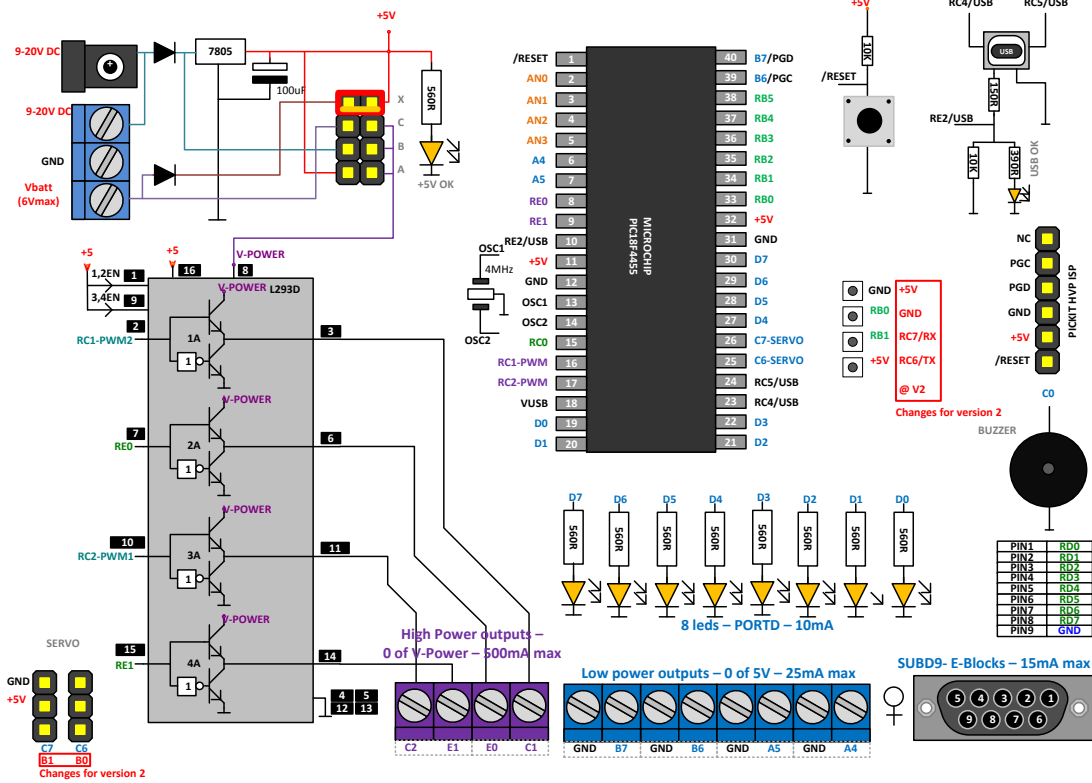 +5V
9-20V DC
7805
100uF
560R
X
9-20V DC
C
B
GND
A
Vbatt
(6Vmax)
+5V OK
/RESET 1
AN0 2
AN1 3
AN2 4
AN3 5
A4 6
A5 7
RE0 8
RE1 9
RE2/USB 10
+5V 11
GND 12
OSC1 13
OSC2 14
RC0 15
RC1-PWM 16
RC2-PWM 17
VUSB 18
D0 19
D1 20
MICROCHIP
PIC18F4455
40 B7/PGD
39 B6/PGC
38 RB5
37 RB4
36 RB3
35 RB2
34 RB1
33 RB0
32 +5V
31 GND
30 D7
29 D6
28 D5
27 D4
26 C7-SERVO
25 C6-SERVO
24 RC5/USB
23 RC4/USB
22 D3
21 D2
OSC1
4MHz
OSC2
+5V
10K
/RESET
RC4/USB
RC5/USB
USB
150R
RE2/USB
10K
390R
USB OK
NC
PGC
PGD
GND
+5V
/RESET
PICKIT HVP ISP
GND +5V
RB0 GND
RB1 RC7/RX
+5V RC6/TX
@ V2
Changes for version 2
C0
BUZZER
+5
+5
V-POWER
1,2EN 1
16
8
3,4EN
9
V-POWER
L293D
2
RC1-PWM2
1A
1
3
V-POWER
7
RE0
2A
1
6
V-POWER
10
RC2-PWM1
3A
1
11
V-POWER
15
RE1
4A
1
14
4 5
12 13
D7 D6 D5 D4 D3 D2 D1 D0
560R 560R 560R 560R 560R 560R 560R 560R
8 leds – PORTD – 10mA
PIN1 RD0
PIN2 RD1
PIN3 RD2
PIN4 RD3
PIN5 RD4
PIN6 RD5
PIN7 RD6
PIN8 RD7
PIN9 GND
SERVO
GND
+5V
C7 C6
B1 B0
Changes for version 2
High Power outputs –
0 of V-Power – 500mA max
C2 E1 E0 C1
Low power outputs – 0 of 5V – 25mA max
GND B7 GND B6 GND A5 GND A4
SUBD9- E-Blocks – 15mA max
5 4 3 2 1
9 8 7 6